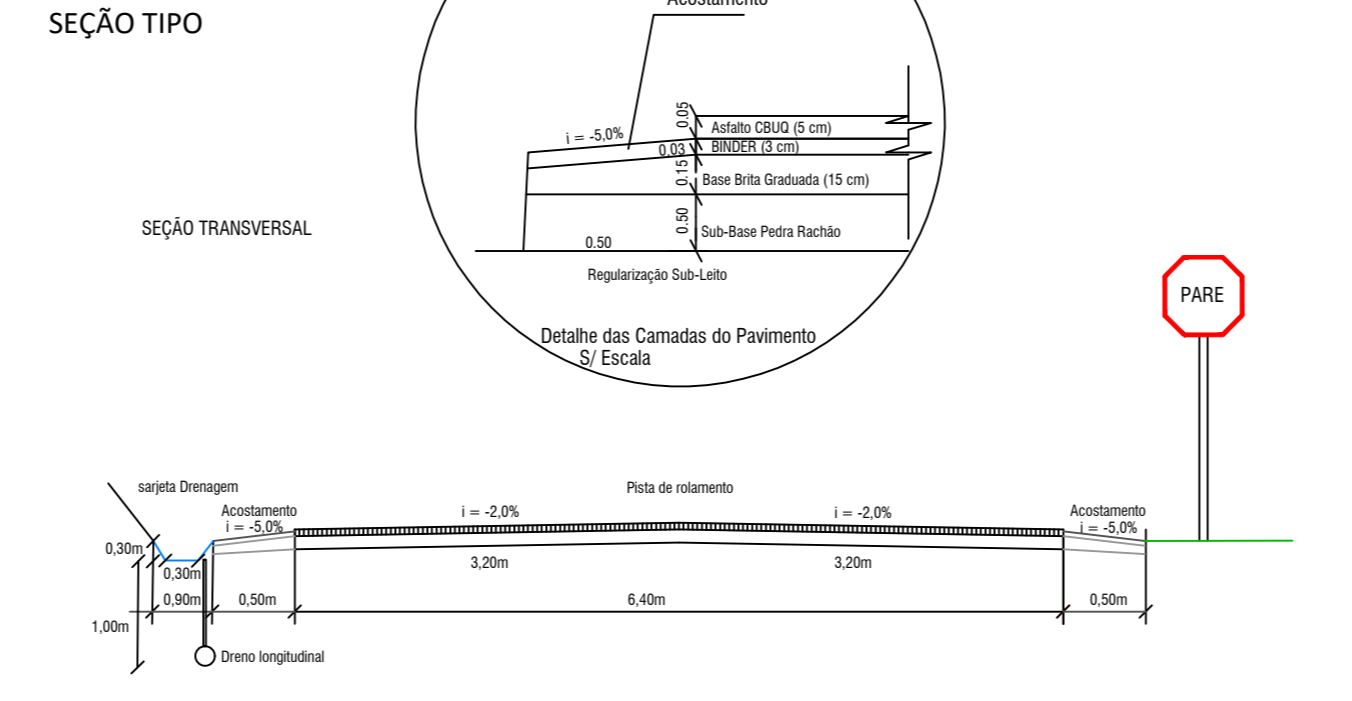 SEÇÃO TIPO
Acostamento
i = -5,0%
0.05
Asfalto CBUQ (5 cm)
0.03
BINDER (3 cm)
0.15
Base Brita Graduada (15 cm)
0.50
Sub-Base Pedra Rachão
0.50
Regularização Sub-Leito
SEÇÃO TRANSVERSAL
Detalhe das Camadas do Pavimento
S/ Escala
PARE
sarjeta Drenagem
Pista de rolamento
Acostamento
i = -5,0%
i = -2,0%
i = -2,0%
Acostamento
i = -5,0%
0,30m
0,30m
3,20m
3,20m
0,90m
0,50m
6,40m
0,50m
1,00m
Dreno longitudinal